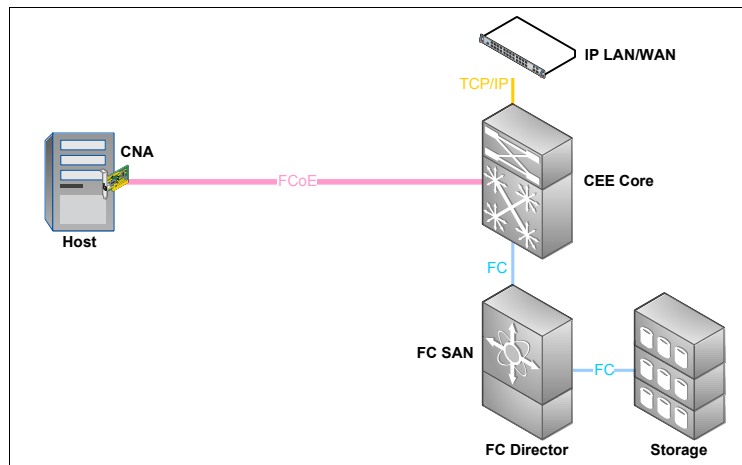 IP LAN/WAN
TCP/IP
CNA
FCoE
CEE Core
Host
FC
FC SAN
FC
FC Director
Storage